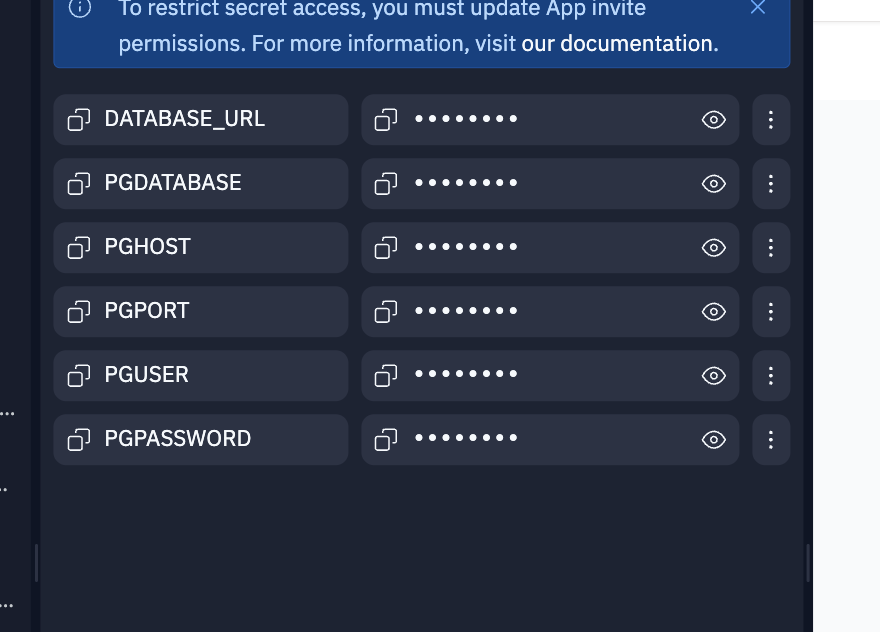 To restrict secret access, you must update App invite
permissions. For more information, visit our documentation.
DATABASE_URL ••••••••
PGDATABASE ••••••••
PGHOST ••••••••
PGPORT ••••••••
PGUSER ••••••••
PGPASSWORD ••••••••